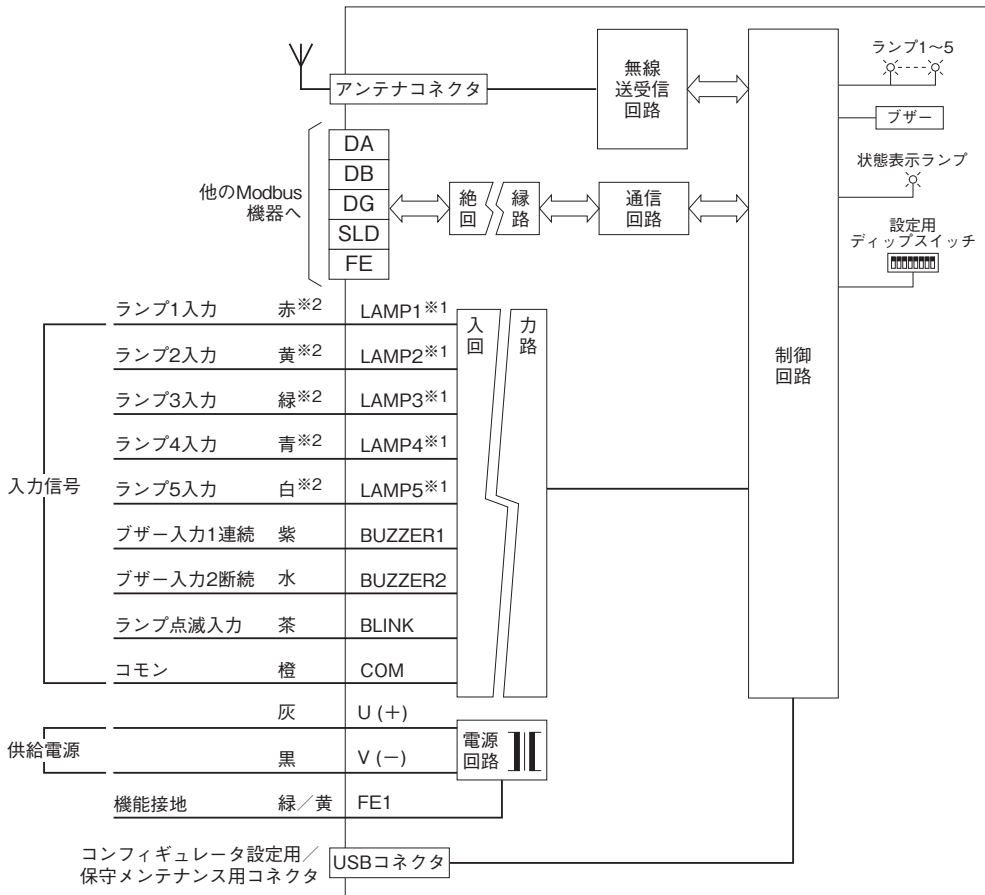 アンテナコネクタ
無線
送受信
回路
ランプ1〜5
ブザー
状態表示ランプ
設定用
ディップスイッチ
他のModbus
機器へ
DA
DB
DG
SLD
FE
絶 縁
回 路
通信
回路
制御
回路
入力信号
ランプ1入力 赤※2 LAMP1※1
ランプ2入力 黄※2 LAMP2※1
ランプ3入力 緑※2 LAMP3※1
ランプ4入力 青※2 LAMP4※1
ランプ5入力 白※2 LAMP5※1
ブザー入力1連続 紫 BUZZER1
ブザー入力2断続 水 BUZZER2
ランプ点滅入力 茶 BLINK
コモン 橙 COM
入 力
回 路
供給電源
灰 U (+)
黒 V (−)
電源
回路
機能接地 緑/黄 FE1
コンフィギュレータ設定用/
保守メンテナンス用コネクタ
USBコネクタ